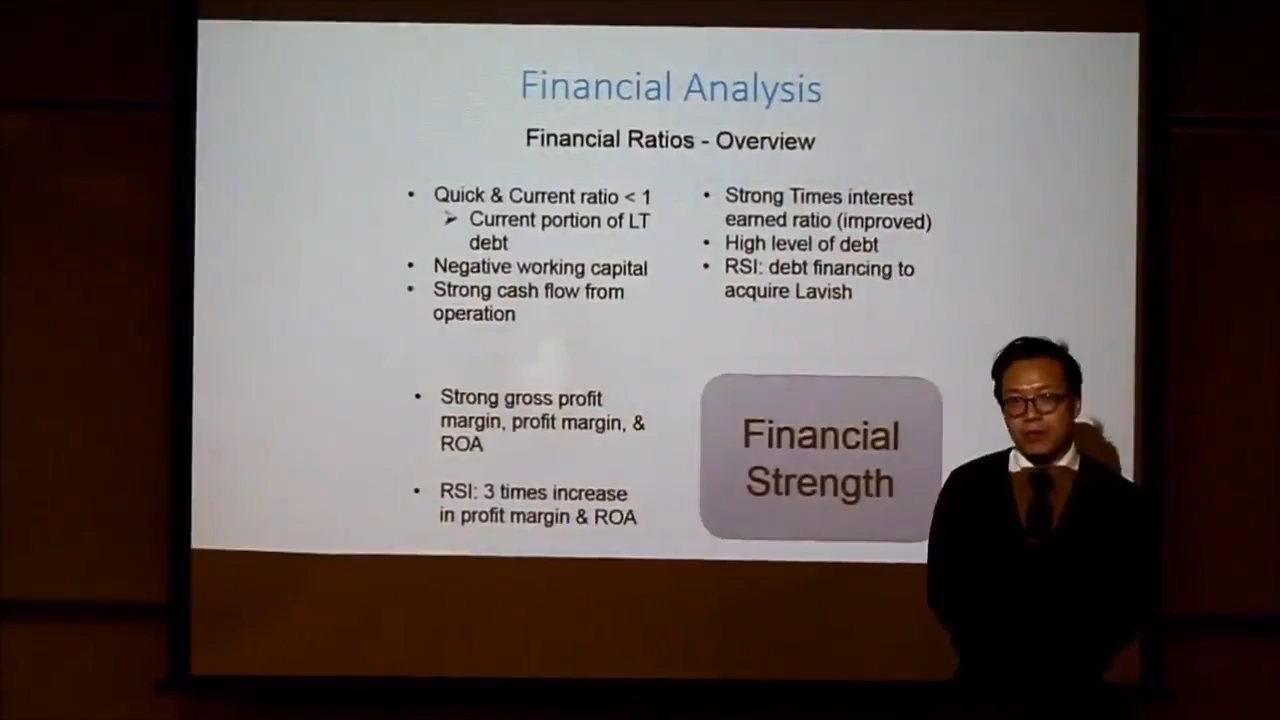 Financial Analysis
Financial Ratios - Overview
• Quick & Current ratio < 1
➢ Current portion of LT
debt
• Negative working capital
• Strong cash flow from
operation
• Strong Times interest
earned ratio (improved)
• High level of debt
• RSI: debt financing to
acquire Lavish
• Strong gross profit
margin, profit margin, &
ROA
• RSI: 3 times increase
in profit margin & ROA
Financial
Strength